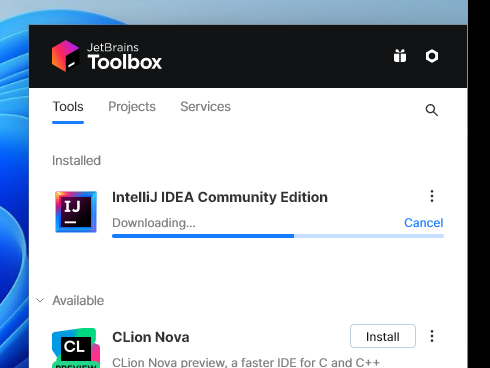 JetBrains
Toolbox
Tools Projects Services
Installed
IJ
IntelliJ IDEA Community Edition
Downloading...
Cancel
Available
CL
PREVIEW
CLion Nova
Install
CLion Nova preview, a faster IDE for C and C++